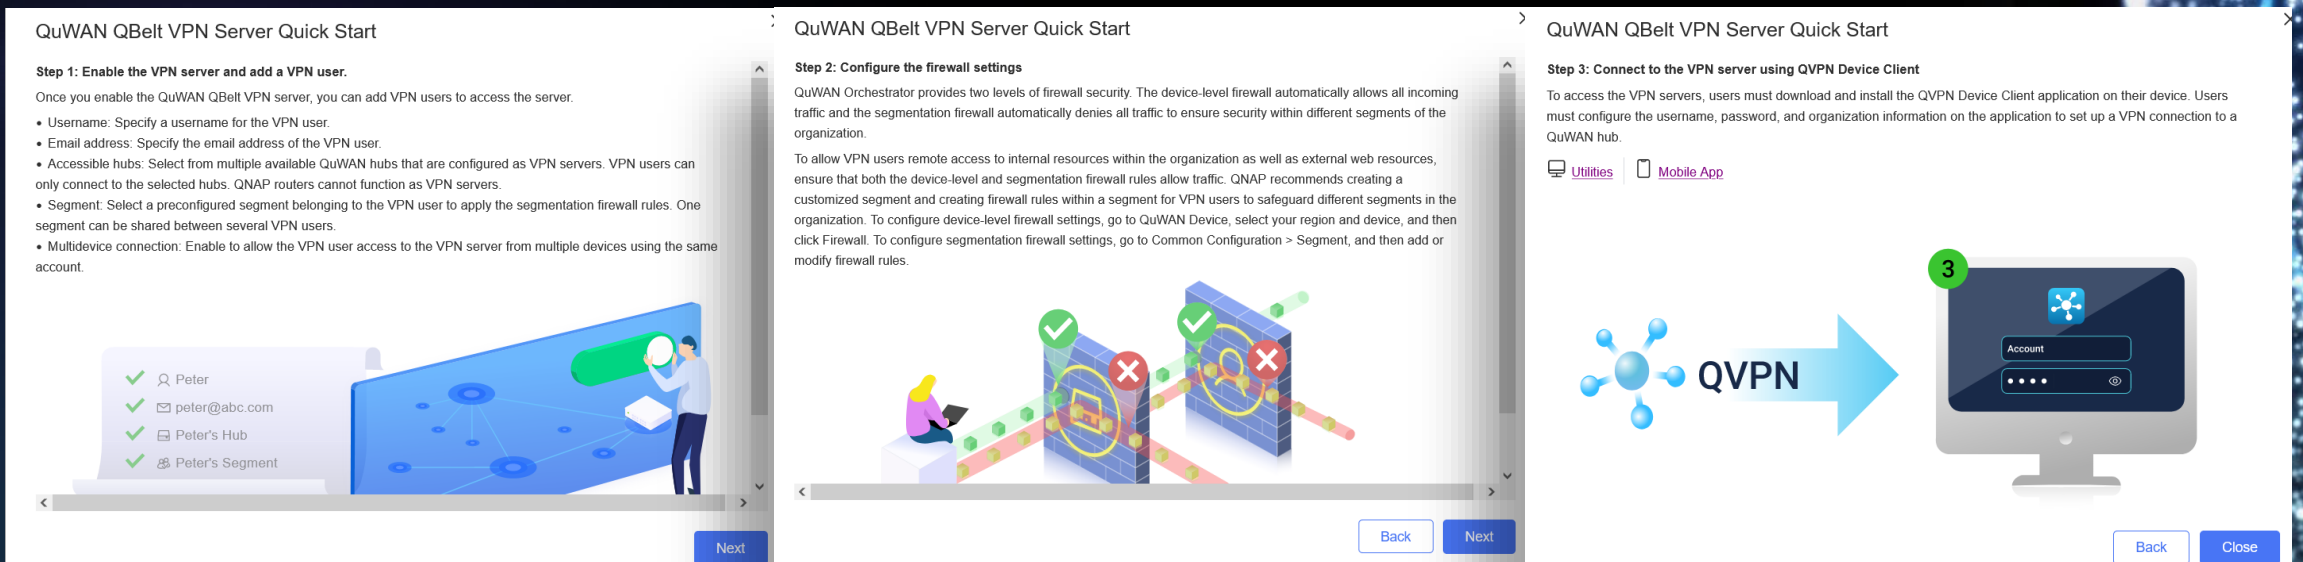 QuWAN QBelt VPN Server Quick Start
Step 1: Enable the VPN server and add a VPN user.
Once you enable the QuWAN QBelt VPN server, you can add VPN users to access the server.
• Username: Specify a username for the VPN user.
• Email address: Specify the email address of the VPN user.
• Accessible hubs: Select from multiple available QuWAN hubs that are configured as VPN servers. VPN users can
only connect to the selected hubs. QNAP routers cannot function as VPN servers.
• Segment: Select a preconfigured segment belonging to the VPN user to apply the segmentation firewall rules. One
segment can be shared between several VPN users.
• Multidevice connection: Enable to allow the VPN user access to the VPN server from multiple devices using the same
account.
Peter
peter@abc.com
Peter's Hub
Peter's Segment
Next
QuWAN QBelt VPN Server Quick Start
Step 2: Configure the firewall settings
QuWAN Orchestrator provides two levels of firewall security. The device-level firewall automatically allows all incoming
traffic and the segmentation firewall automatically denies all traffic to ensure security within different segments of the
organization.
To allow VPN users remote access to internal resources within the organization as well as external web resources,
ensure that both the device-level and segmentation firewall rules allow traffic. QNAP recommends creating a
customized segment and creating firewall rules within a segment for VPN users to safeguard different segments in the
organization. To configure device-level firewall settings, go to QuWAN Device, select your region and device, and then
click Firewall. To configure segmentation firewall settings, go to Common Configuration > Segment, and then add or
modify firewall rules.
Back
Next
QuWAN QBelt VPN Server Quick Start
Step 3: Connect to the VPN server using QVPN Device Client
To access the VPN servers, users must download and install the QVPN Device Client application on their device. Users
must configure the username, password, and organization information on the application to set up a VPN connection to a
QuWAN hub.
Utilities
Mobile App
3
Account
QVPN
Back
Close